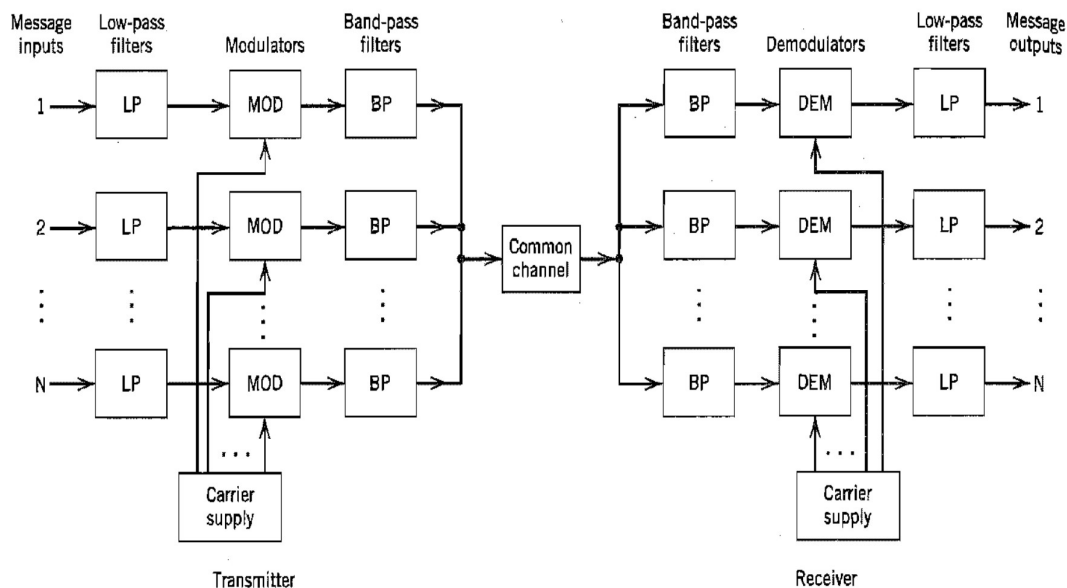 Message inputs
Low-pass filters
Modulators
Band-pass filters
Band-pass filters
Demodulators
Low-pass filters
Message outputs
1
LP
MOD
BP
BP
DEM
LP
1
2
LP
MOD
BP
Common channel
BP
DEM
LP
2
N
LP
MOD
BP
BP
DEM
LP
N
Carrier supply
Carrier supply
Transmitter
Receiver